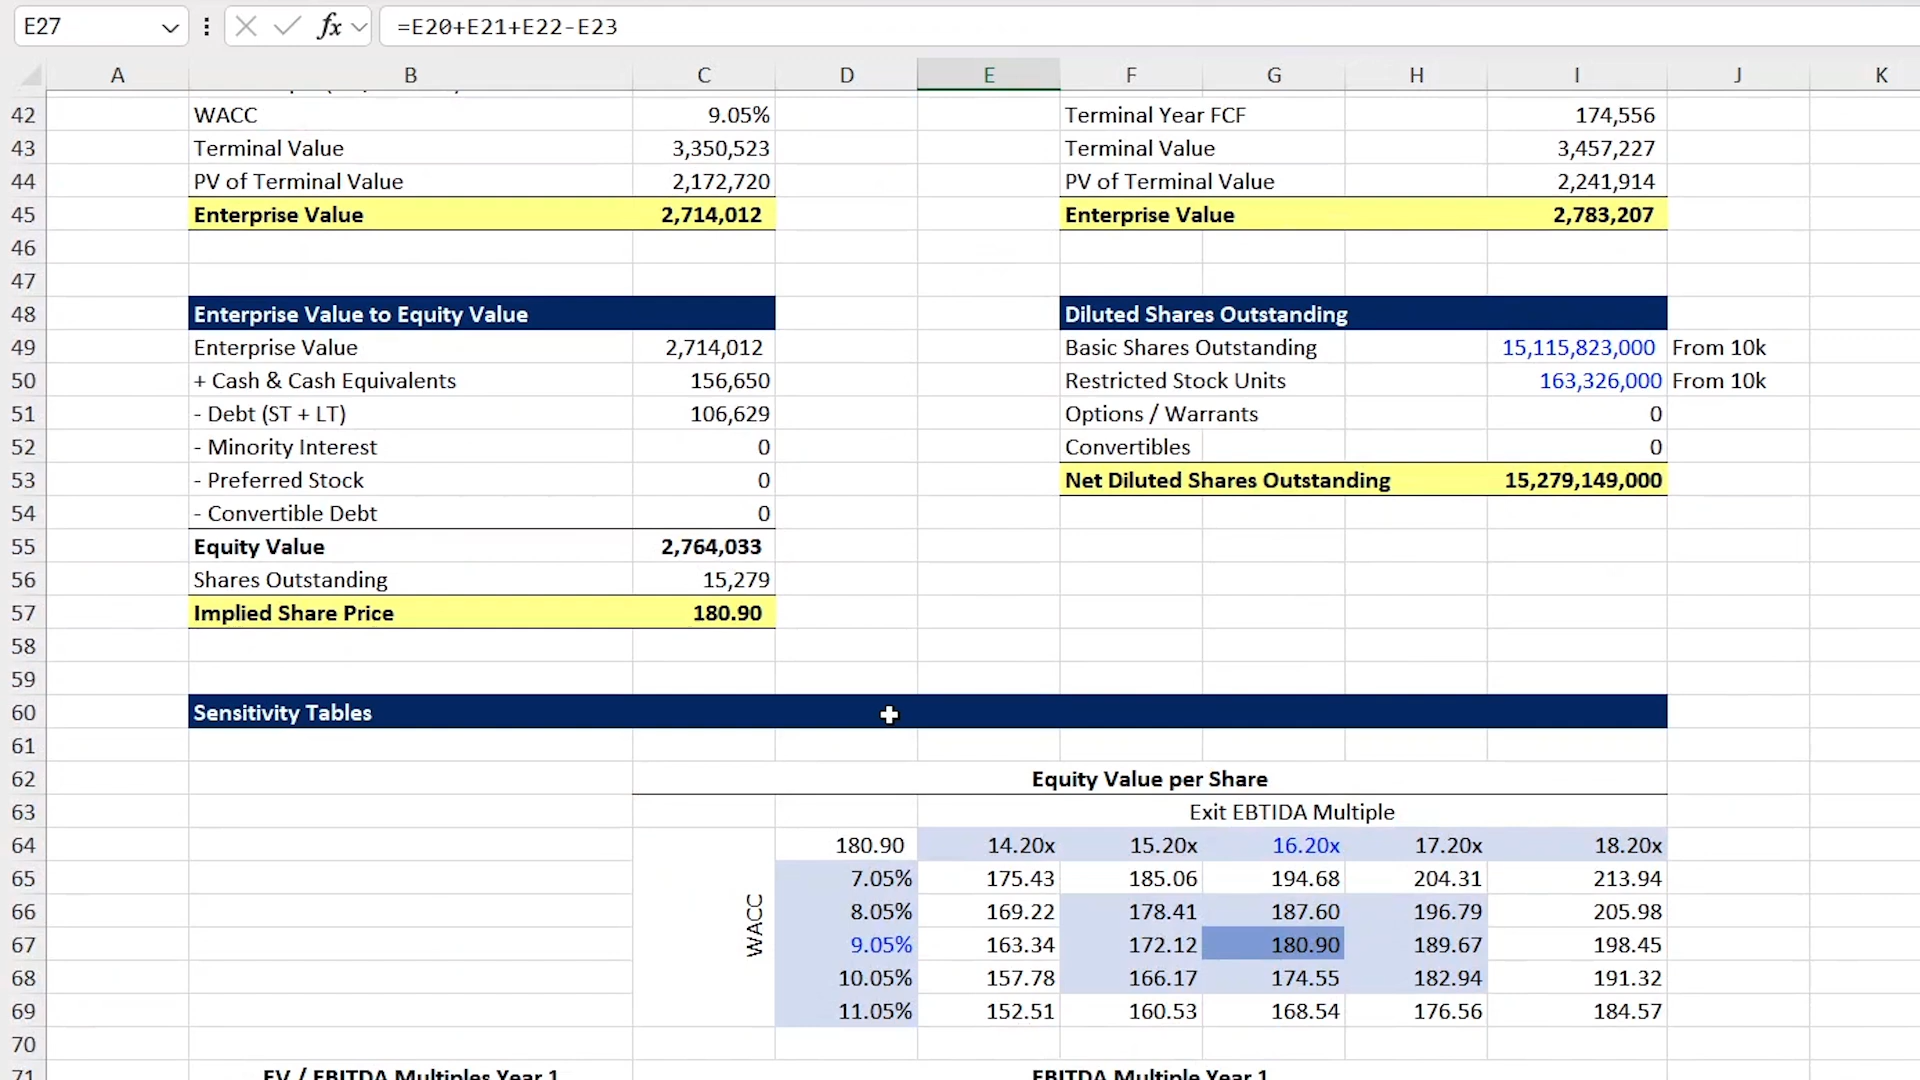 E27 fx =E20+E21+E22-E23
A B C D E F G H I J K
42 WACC 9.05% Terminal Year FCF 174,556
43 Terminal Value 3,350,523 Terminal Value 3,457,227
44 PV of Terminal Value 2,172,720 PV of Terminal Value 2,241,914
45 Enterprise Value 2,714,012 Enterprise Value 2,783,207
46
47
48 Enterprise Value to Equity Value Diluted Shares Outstanding
49 Enterprise Value 2,714,012 Basic Shares Outstanding 15,115,823,000 From 10k
50 + Cash & Cash Equivalents 156,650 Restricted Stock Units 163,326,000 From 10k
51 - Debt (ST + LT) 106,629 Options / Warrants 0
52 - Minority Interest 0 Convertibles 0
53 - Preferred Stock 0 Net Diluted Shares Outstanding 15,279,149,000
54 - Convertible Debt 0
55 Equity Value 2,764,033
56 Shares Outstanding 15,279
57 Implied Share Price 180.90
58
59
60 Sensitivity Tables
61
62 Equity Value per Share
63 Exit EBTIDA Multiple
64 180.90 14.20x 15.20x 16.20x 17.20x 18.20x
65 7.05% 175.43 185.06 194.68 204.31 213.94
66 8.05% 169.22 178.41 187.60 196.79 205.98
67 WACC 9.05% 163.34 172.12 180.90 189.67 198.45
68 10.05% 157.78 166.17 174.55 182.94 191.32
69 11.05% 152.51 160.53 168.54 176.56 184.57
70
71 EV / EBITDA Multiples Year 1 EBITDA Multiple Year 1